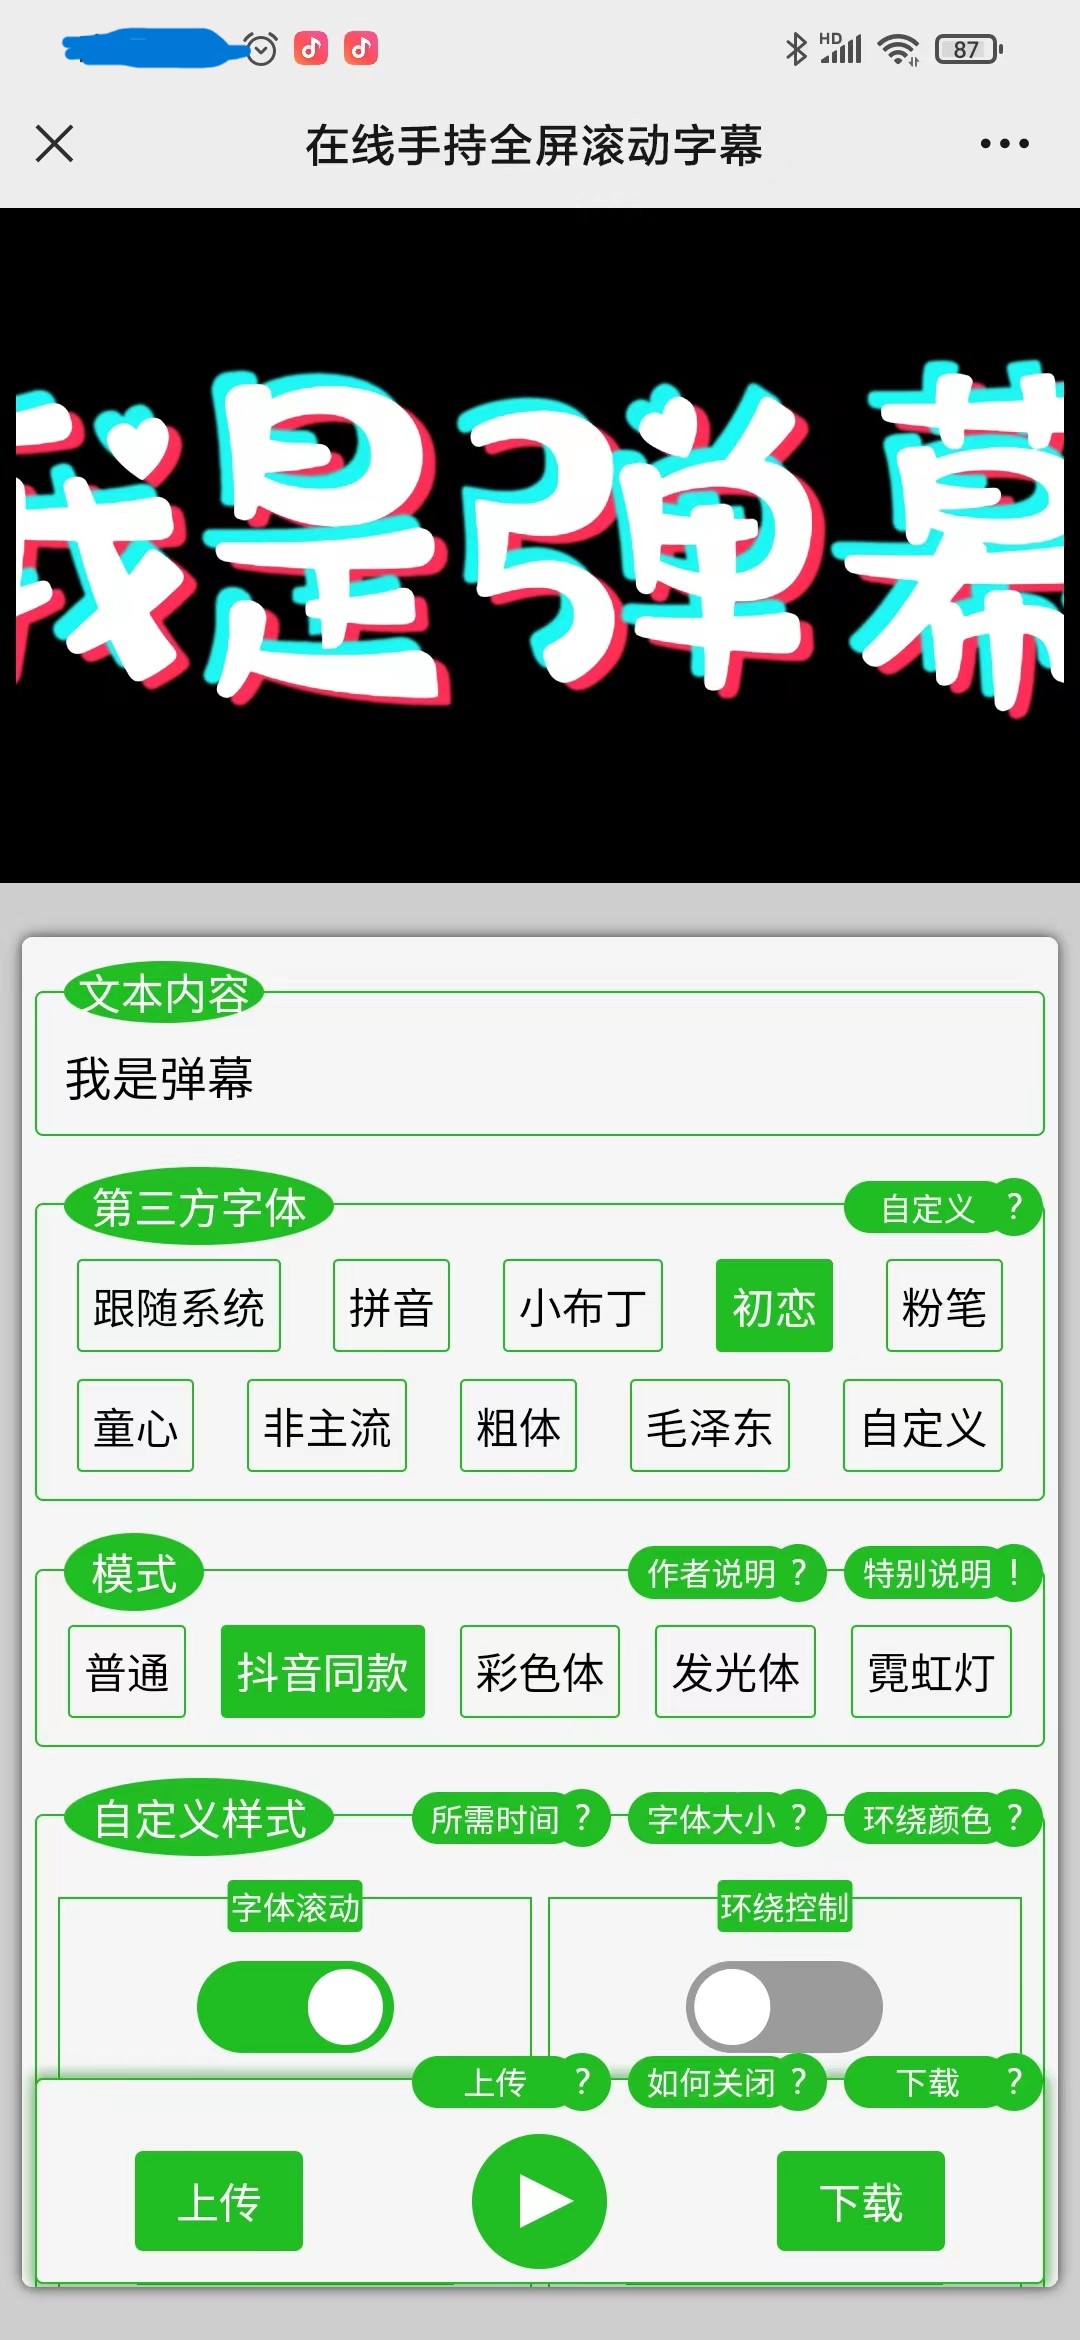 HD
87
在线手持全屏滚动字幕
我是弹幕
文本内容
我是弹幕
第三方字体
自定义 ?
跟随系统 拼音 小布丁 初恋 粉笔
童心 非主流 粗体 毛泽东 自定义
模式
作者说明 ? 特别说明 !
普通 抖音同款 彩色体 发光体 霓虹灯
自定义样式 所需时间 ? 字体大小 ? 环绕颜色 ?
字体滚动 环绕控制
上传 ? 如何关闭 ? 下载 ?
上传 下载